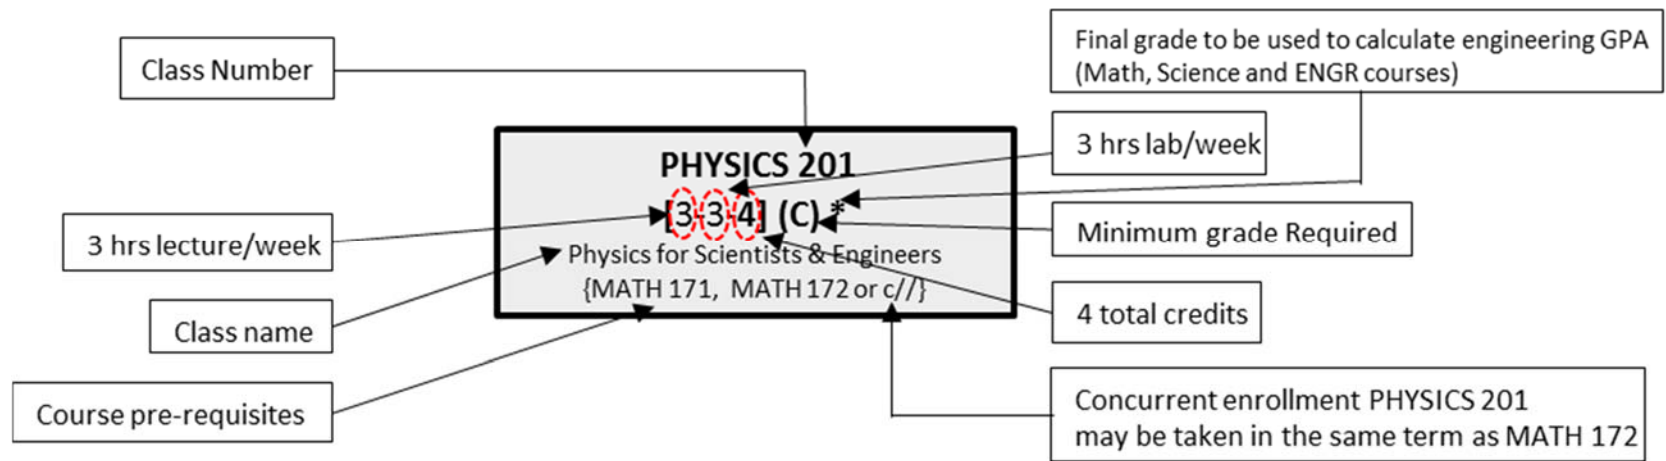 Class Number
Final grade to be used to calculate engineering GPA
(Math, Science and ENGR courses)
3 hrs lab/week
PHYSICS 201
[3-3-4] (C) *
3 hrs lecture/week
Minimum grade Required
Physics for Scientists & Engineers
{MATH 171, MATH 172 or c//}
Class name
4 total credits
Course pre-requisites
Concurrent enrollment PHYSICS 201
may be taken in the same term as MATH 172